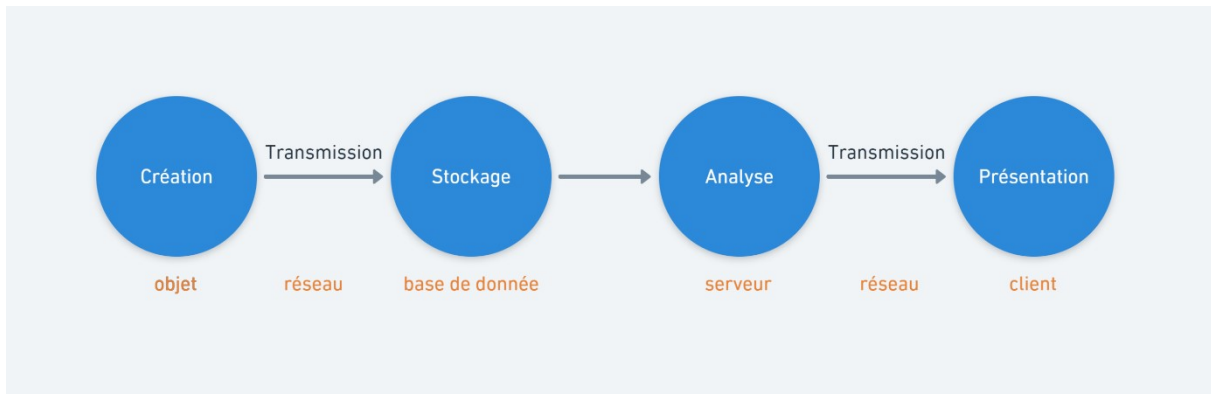 Transmission
Transmission
Création
Stockage
Analyse
Présentation
objet
réseau
base de donnée
serveur
réseau
client